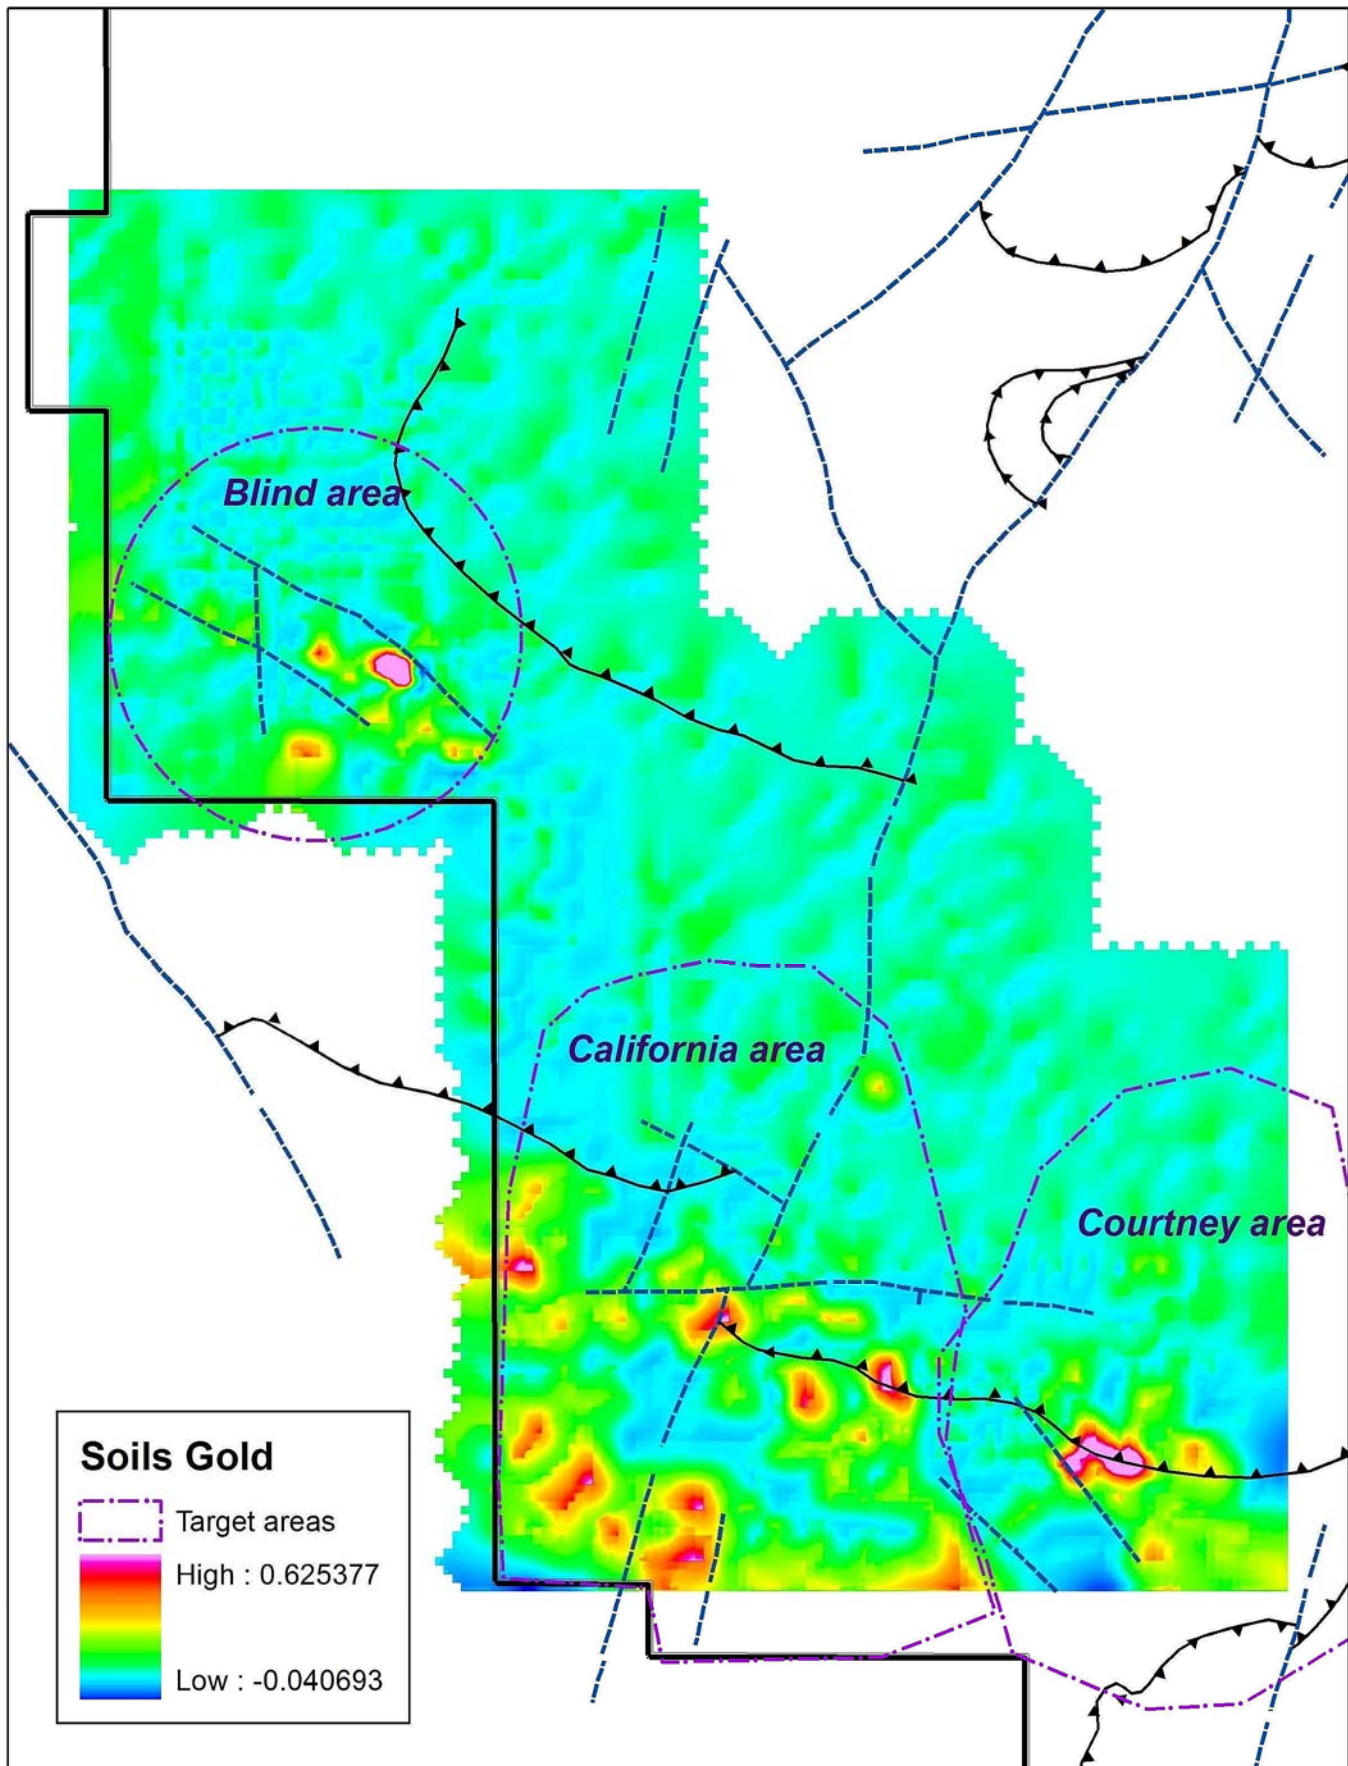 Blind area
California area
Courtney area
Soils Gold
Target areas
High : 0.625377
Low : -0.040693